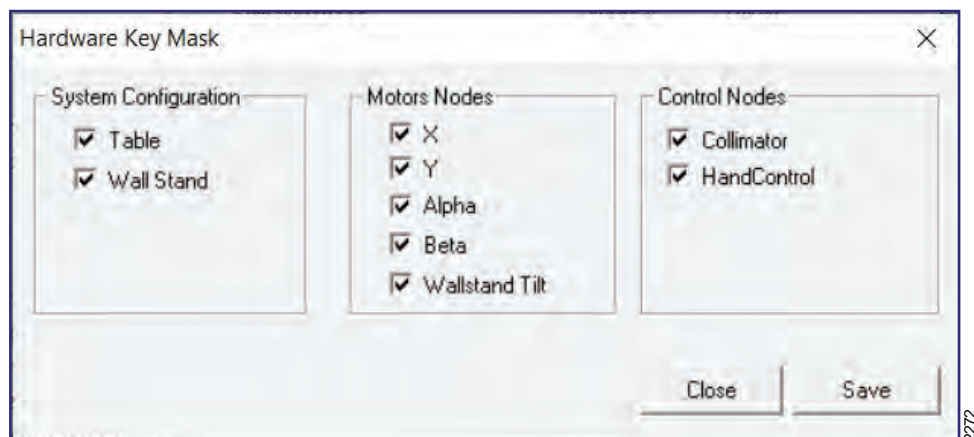 Hardware Key Mask
System Configuration
Table
Wall Stand
Motors Nodes
X
Y
Alpha
Beta
Wallstand Tilt
Control Nodes
Collimator
HandControl
Close
Save